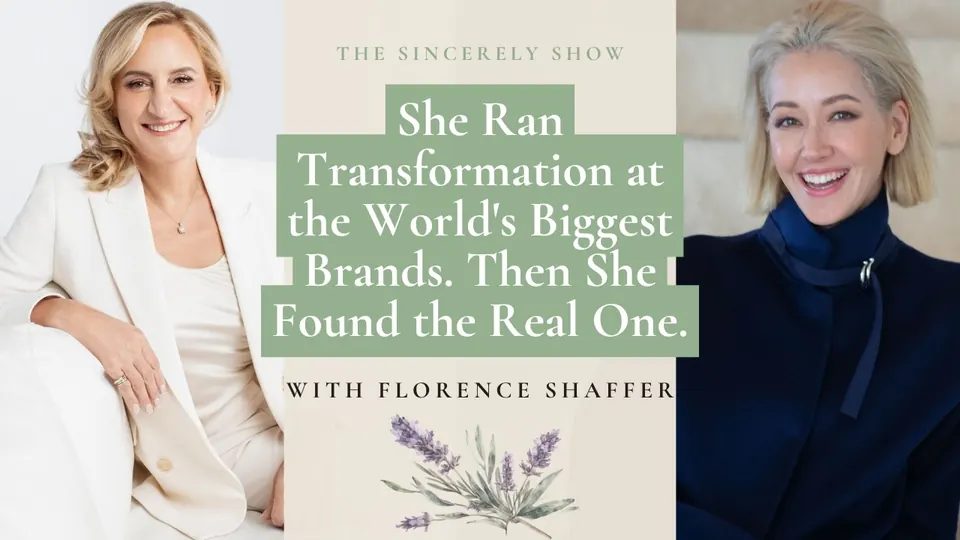 THE SINCERELY SHOW
She Ran
Transformation at
the World's Biggest
Brands. Then She
Found the Real One.
WITH FLORENCE SHAFFER